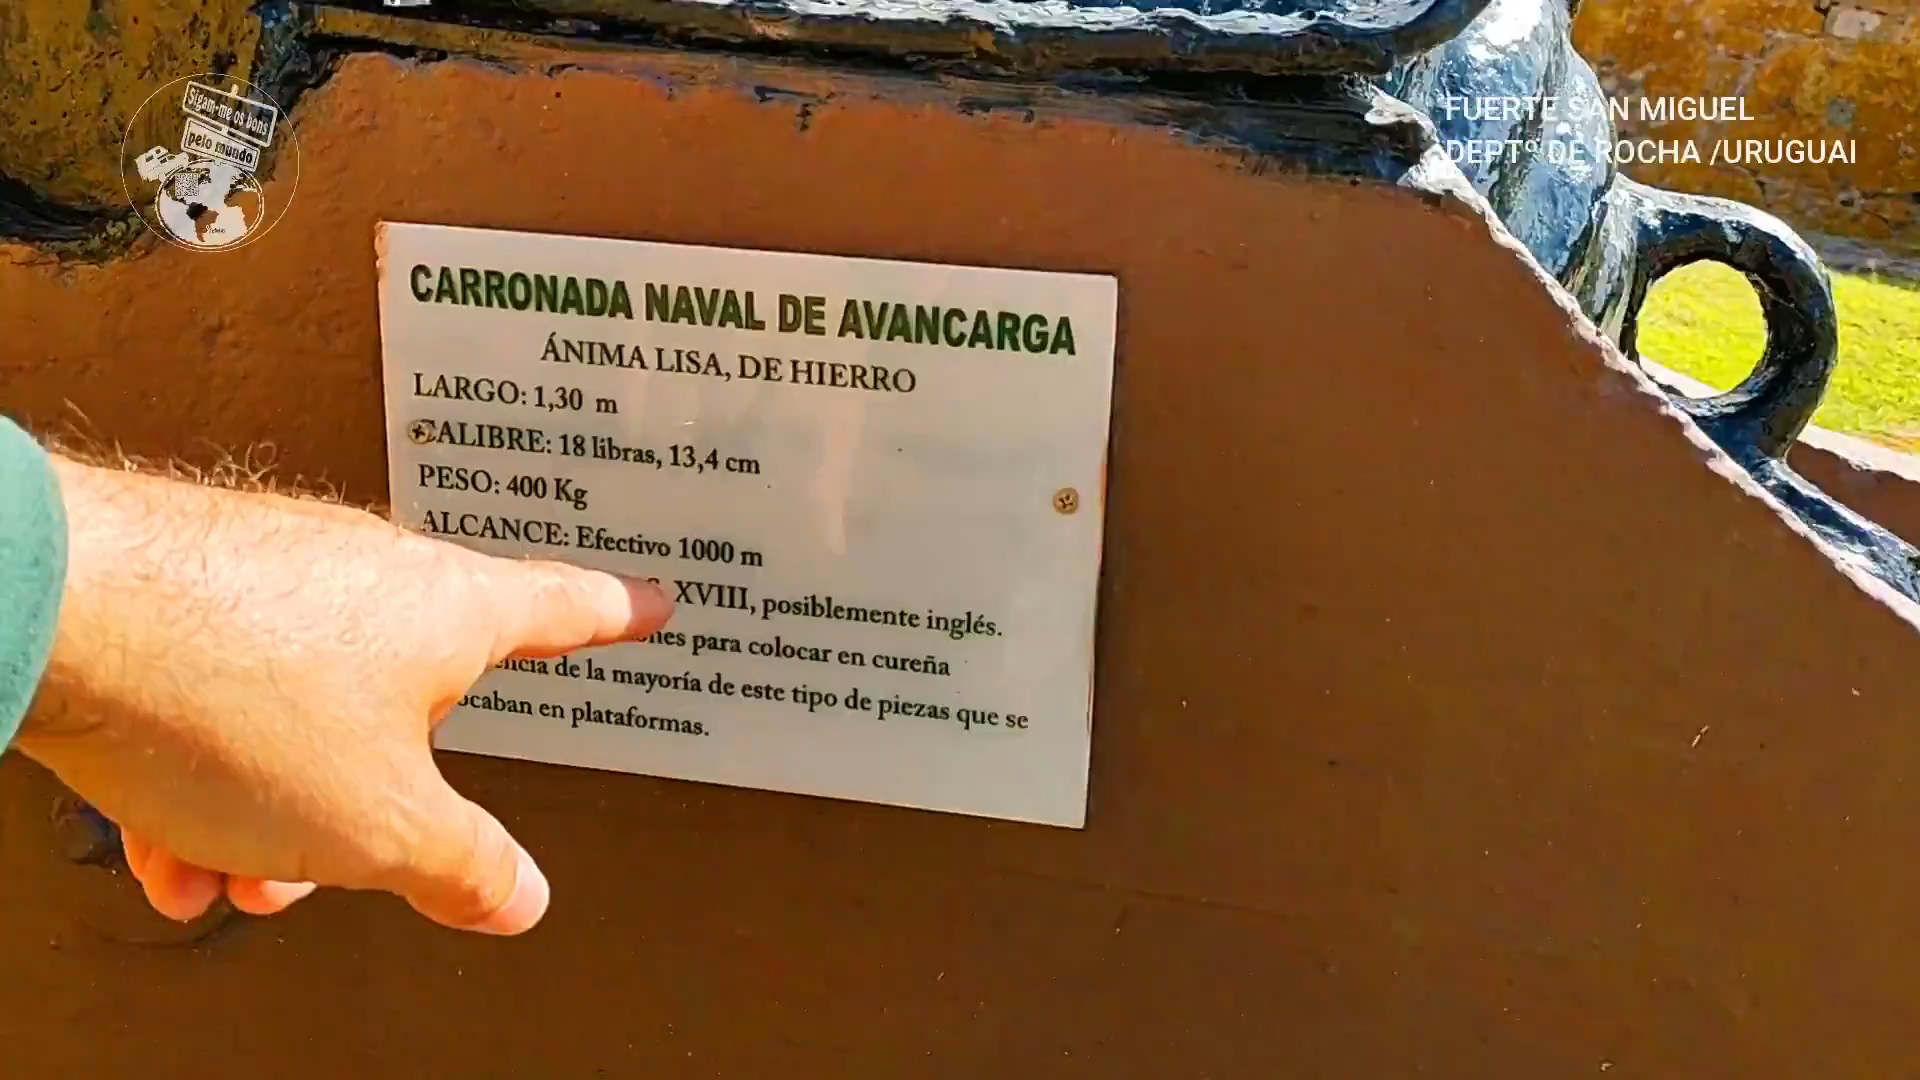 Sigam-me os bons
pelo mundo
FUERTE SAN MIGUEL
DEPTº DE ROCHA /URUGUAI
CARRONADA NAVAL DE AVANCARGA
ÁNIMA LISA, DE HIERRO
LARGO: 1,30 m
CALIBRE: 18 libras, 13,4 cm
PESO: 400 Kg
ALCANCE: Efectivo 1000 m
XVIII, posiblemente inglés.
para colocar en cureña
de la mayoría de este tipo de piezas que se
en plataformas.